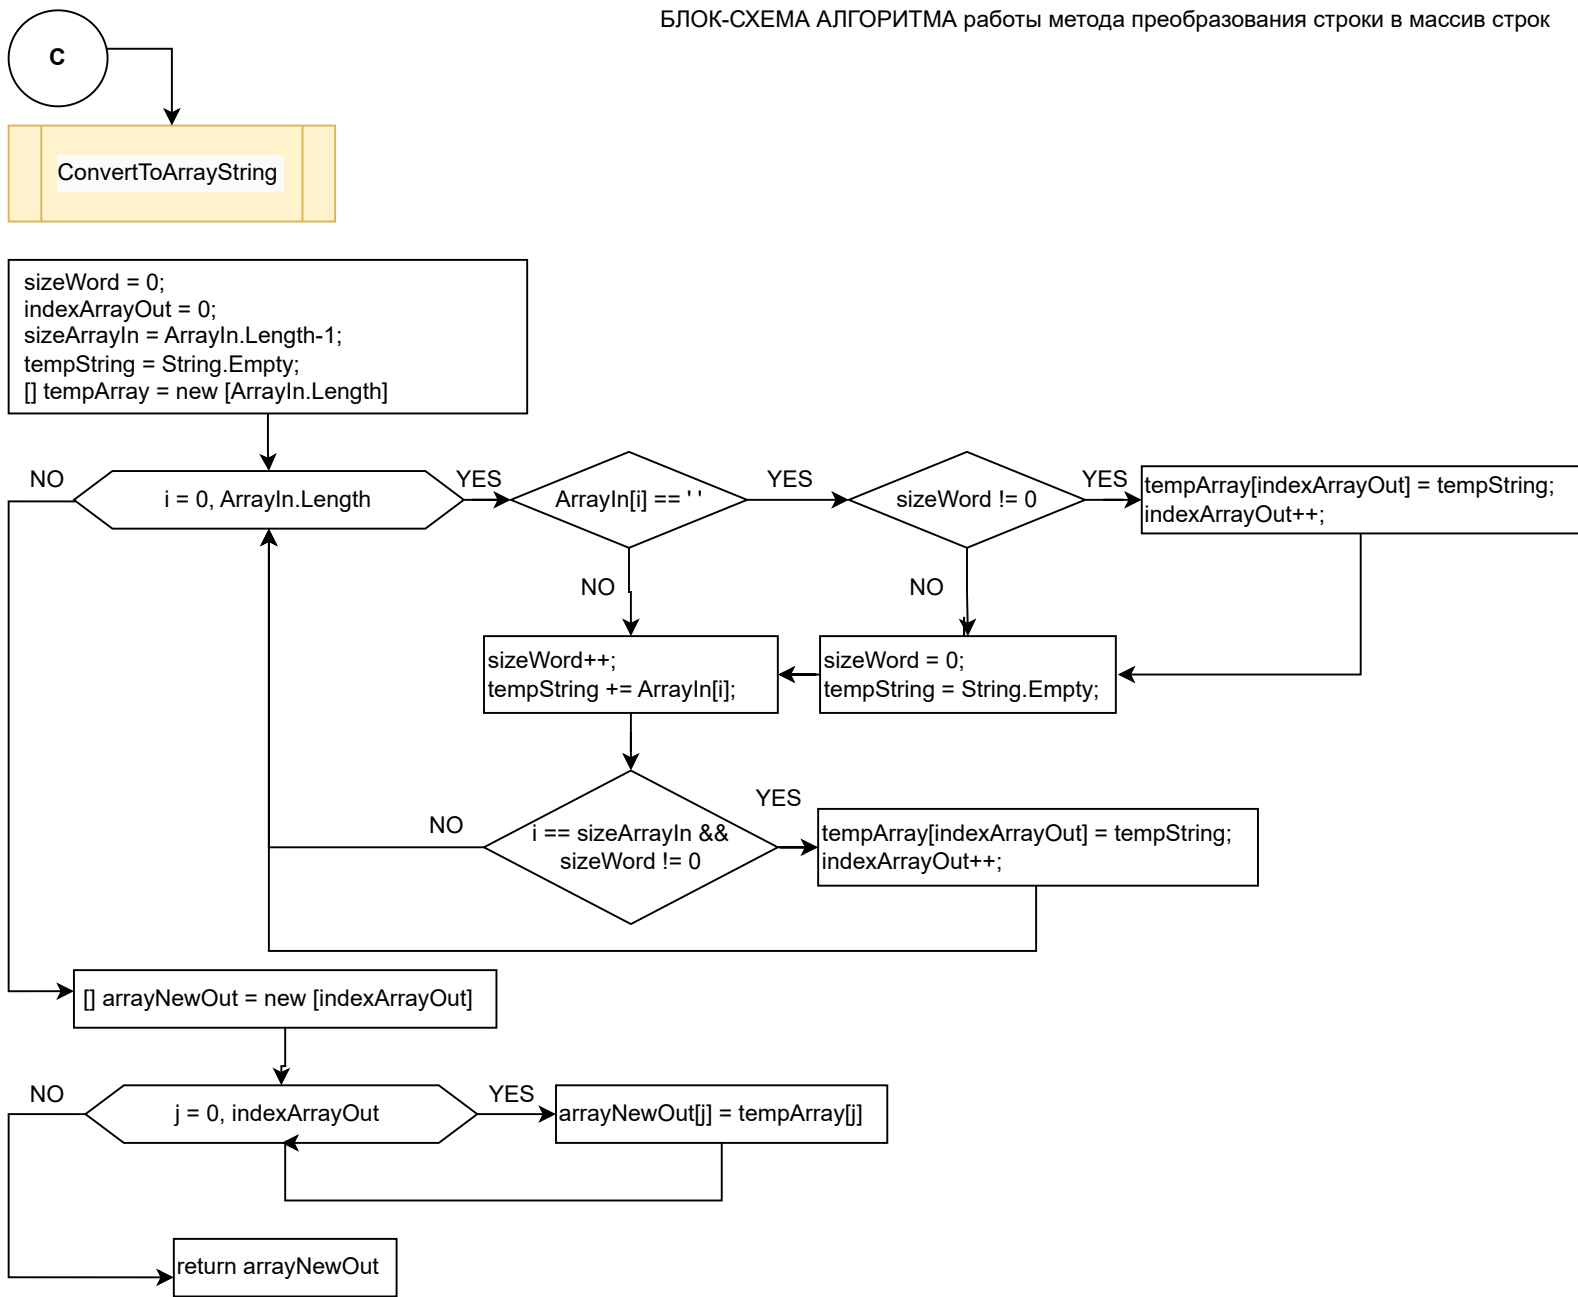 БЛОК-СХЕМА АЛГОРИТМА работы метода преобразования строки в массив строк
C
ConvertToArrayString
sizeWord = 0;
indexArrayOut = 0;
sizeArrayIn = ArrayIn.Length-1;
tempString = String.Empty;
[] tempArray = new [ArrayIn.Length]
NO
i = 0, ArrayIn.Length
YES
ArrayIn[i] == ' '
YES
sizeWord != 0
YES
tempArray[indexArrayOut] = tempString;
indexArrayOut++;
NO
NO
sizeWord++;
tempString += ArrayIn[i];
sizeWord = 0;
tempString = String.Empty;
NO
i == sizeArrayIn &&
sizeWord != 0
YES
tempArray[indexArrayOut] = tempString;
indexArrayOut++;
[] arrayNewOut = new [indexArrayOut]
NO
j = 0, indexArrayOut
YES
arrayNewOut[j] = tempArray[j]
return arrayNewOut